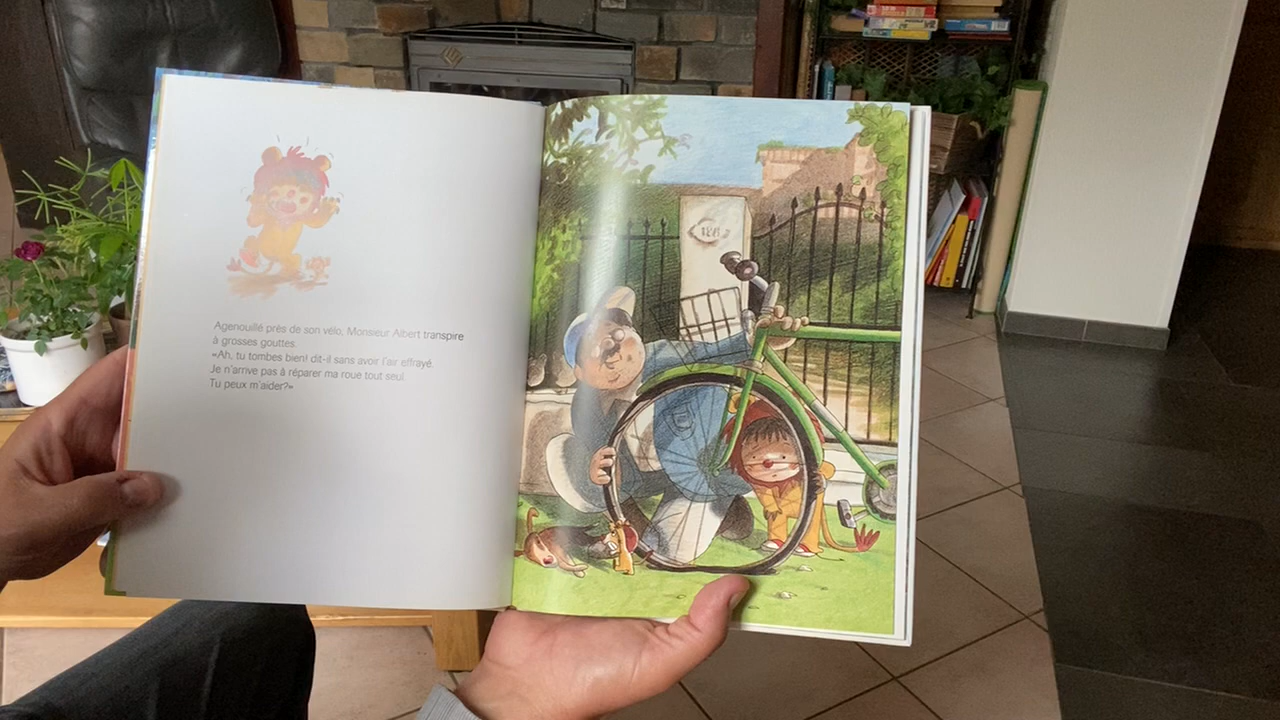 Agenouillé près de son vélo, Monsieur Albert transpire
à grosses gouttes.
«Ah, tu tombes bien! dit-il sans avoir l'air effrayé.
Je n'arrive pas à réparer ma roue tout seul.
Tu peux m'aider?»